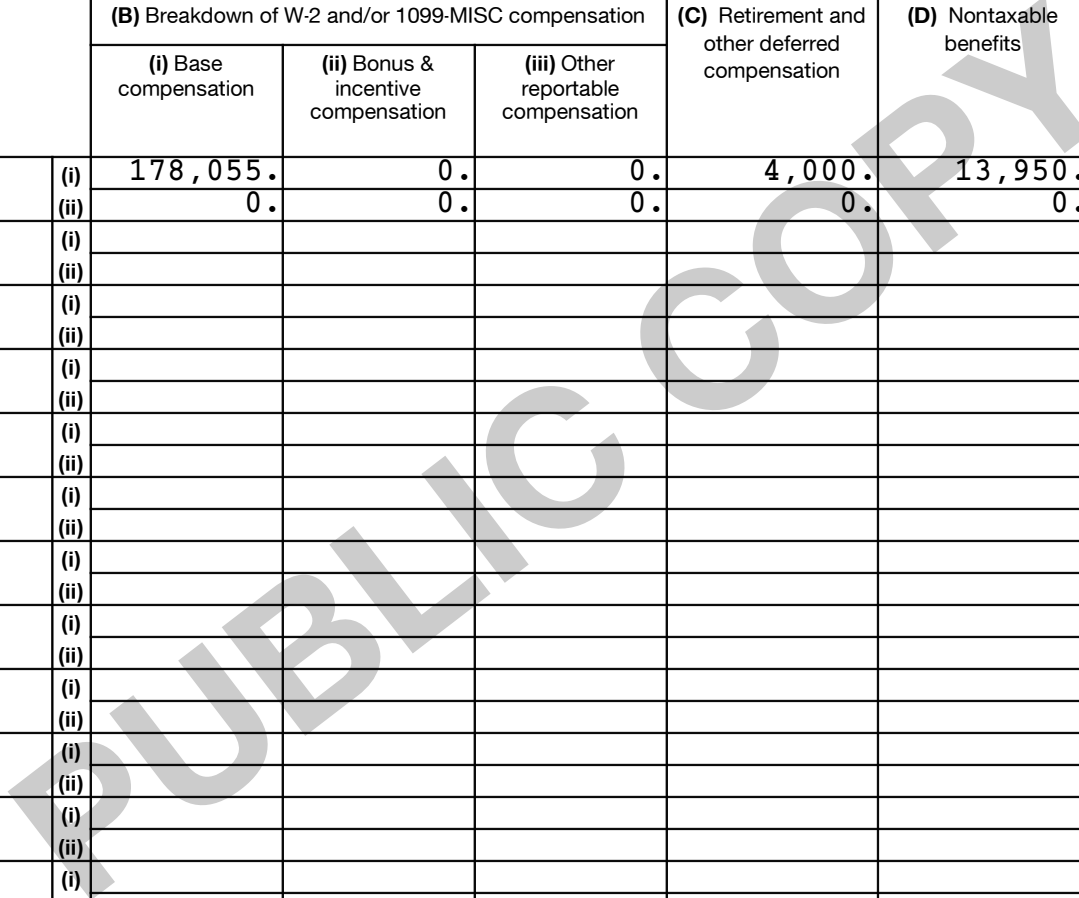 (B) Breakdown of W-2 and/or 1099-MISC compensation
(C) Retirement and
other deferred
compensation
(D) Nontaxable
benefits
(i) Base
compensation
(ii) Bonus &
incentive
compensation
(iii) Other
reportable
compensation
(i) 178,055. 0. 0. 4,000. 13,950.
(ii) 0. 0. 0. 0. 0.
(i)
(ii)
(i)
(ii)
(i)
(ii)
(i)
(ii)
(i)
(ii)
(i)
(ii)
(i)
(ii)
(i)
(ii)
(i)
(ii)
(i)
(ii)
(i)
PUBLIC COPY